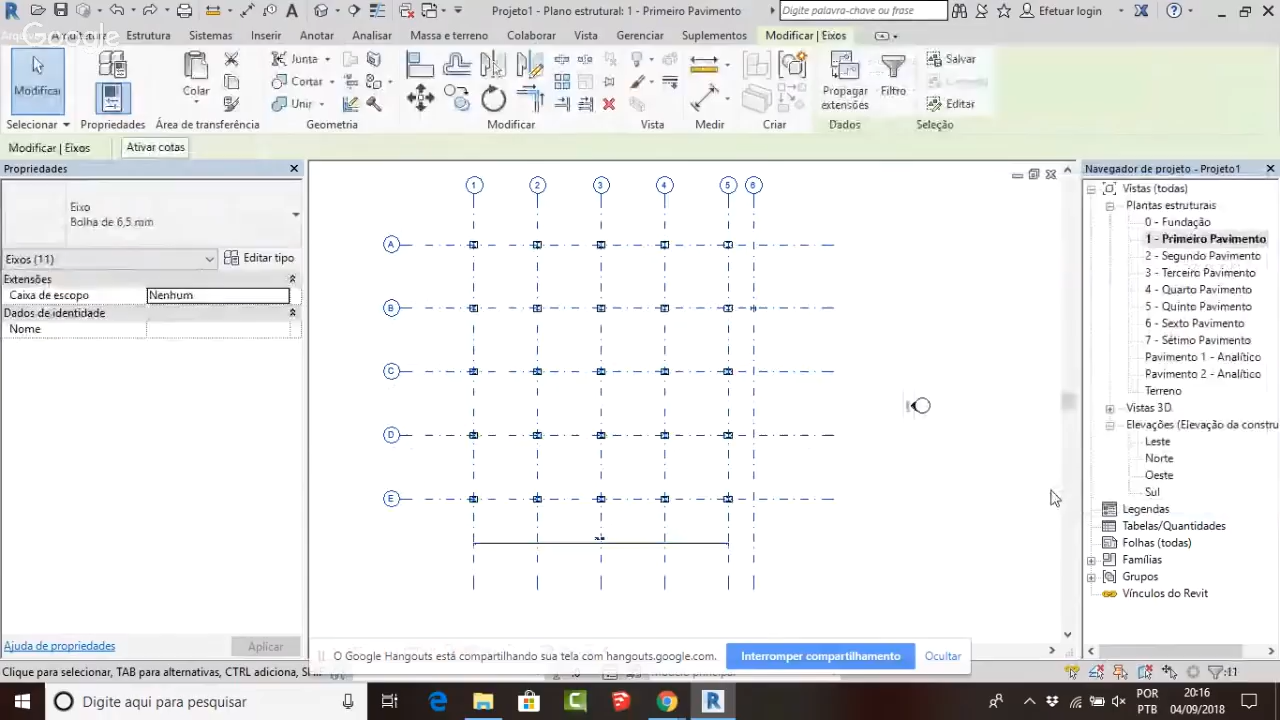 Projeto1 - Plano estrutural: 1 - Primeiro Pavimento
Digite palavra-chave ou frase
Efetuar login
Google
Estrutura
Sistemas
Inserir
Anotar
Analisar
Massa e terreno
Colaborar
Vista
Gerenciar
Suplementos
Modificar | Eixos
Modificar
Colar
Junta
Cortar
Unir
Propagar extensões
Filtro
Salvar
Editar
Selecionar
Propriedades
Área de transferência
Geometria
Modificar
Vista
Medir
Criar
Dados
Seleção
Modificar | Eixos
Ativar cotas
Propriedades
Eixo
Bolha de 6,5 mm
Eixos (11)
Editar tipo
Extensões
Caixa de escopo
Nenhum
Dados de identidade
Nome
Ajuda de propriedades
Aplicar
1 2 3 4 5 6
A
B
C
D
E
Navegador de projeto - Projeto1
Vistas (todas)
Plantas estruturais
0 - Fundação
1 - Primeiro Pavimento
2 - Segundo Pavimento
3 - Terceiro Pavimento
4 - Quarto Pavimento
5 - Quinto Pavimento
6 - Sexto Pavimento
7 - Sétimo Pavimento
Pavimento 1 - Analítico
Pavimento 2 - Analítico
Terreno
Vistas 3D
Elevações (Elevação da constru
Leste
Norte
Oeste
Sul
Legendas
Tabelas/Quantidades
Folhas (todas)
Famílias
Grupos
Vínculos do Revit
O Google Hangouts está compartilhando sua tela com hangouts.google.com.
Interromper compartilhamento
Ocultar
Clique para selecionar, TAB para alternativas, CTRL adiciona,
:11
Digite aqui para pesquisar
POR
PTB
20:16
04/09/2018